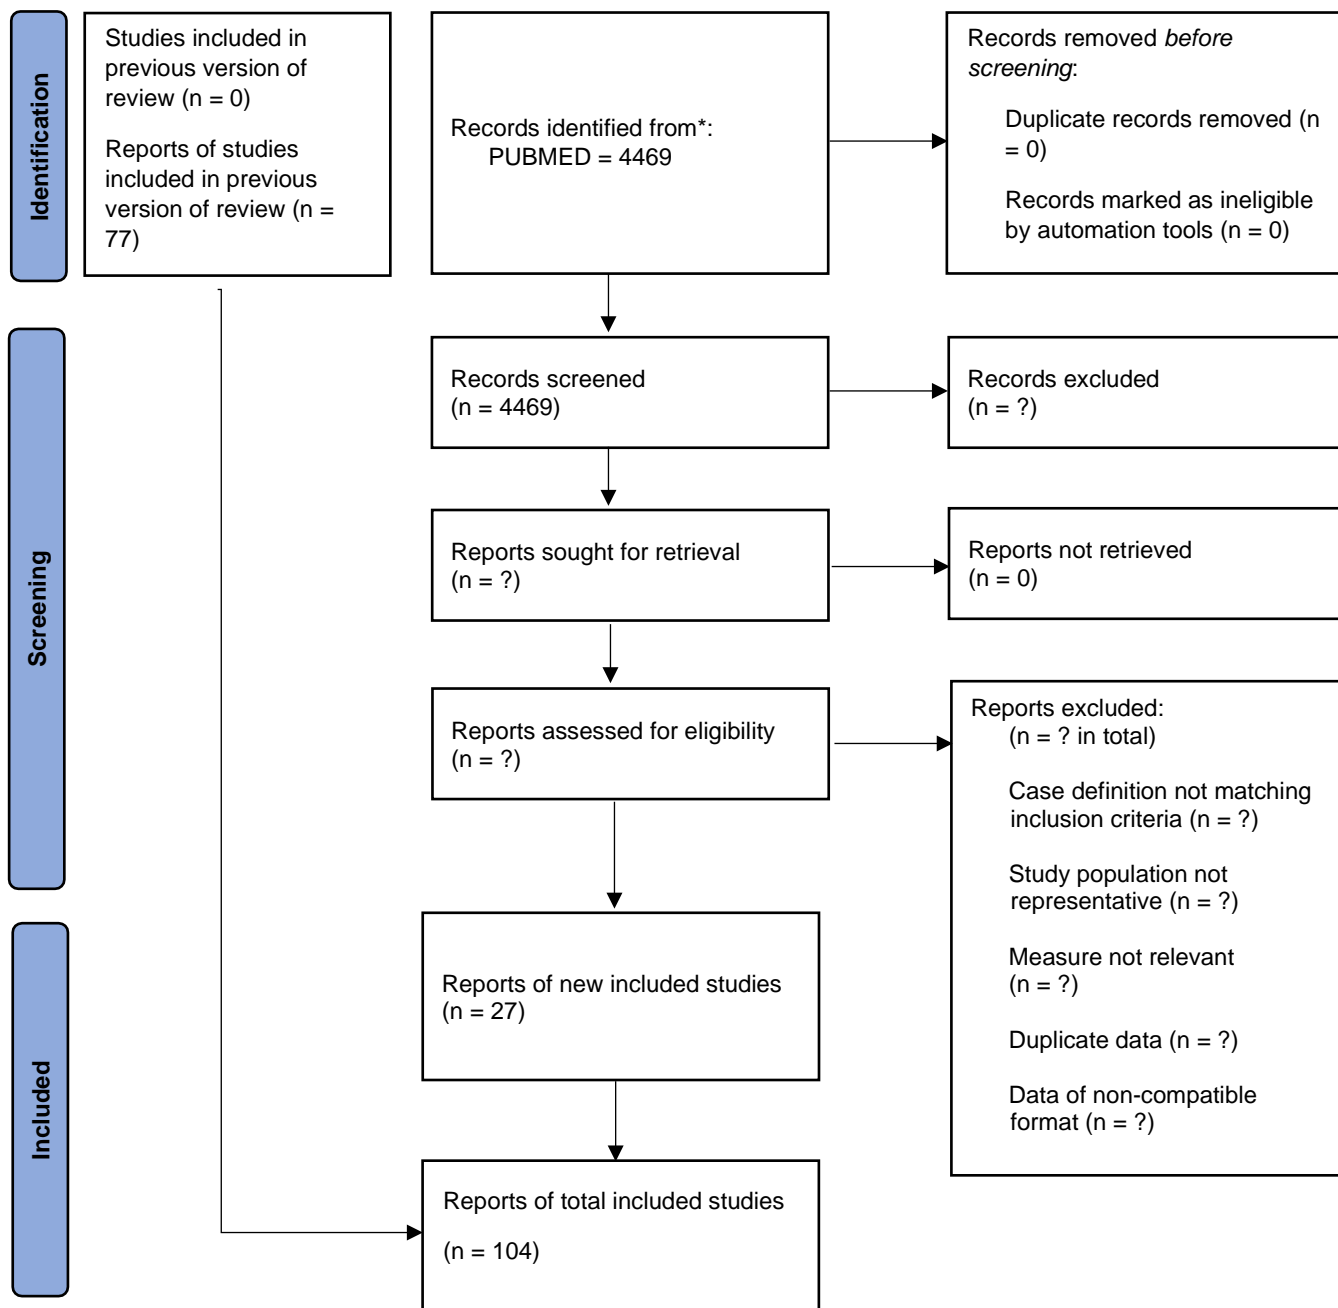 Identification
Studies included in
previous version of
review (n = 0)
Reports of studies
included in previous
version of review (n =
77)
Records identified from*:
PUBMED = 4469
Records removed before
screening:
Duplicate records removed (n
= 0)
Records marked as ineligible
by automation tools (n = 0)
Screening
Records screened
(n = 4469)
Records excluded
(n = ?)
Reports sought for retrieval
(n = ?)
Reports not retrieved
(n = 0)
Reports assessed for eligibility
(n = ?)
Reports excluded:
(n = ? in total)
Case definition not matching
inclusion criteria (n = ?)
Study population not
representative (n = ?)
Measure not relevant
(n = ?)
Duplicate data (n = ?)
Data of non-compatible
format (n = ?)
Included
Reports of new included studies
(n = 27)
Reports of total included studies
(n = 104)